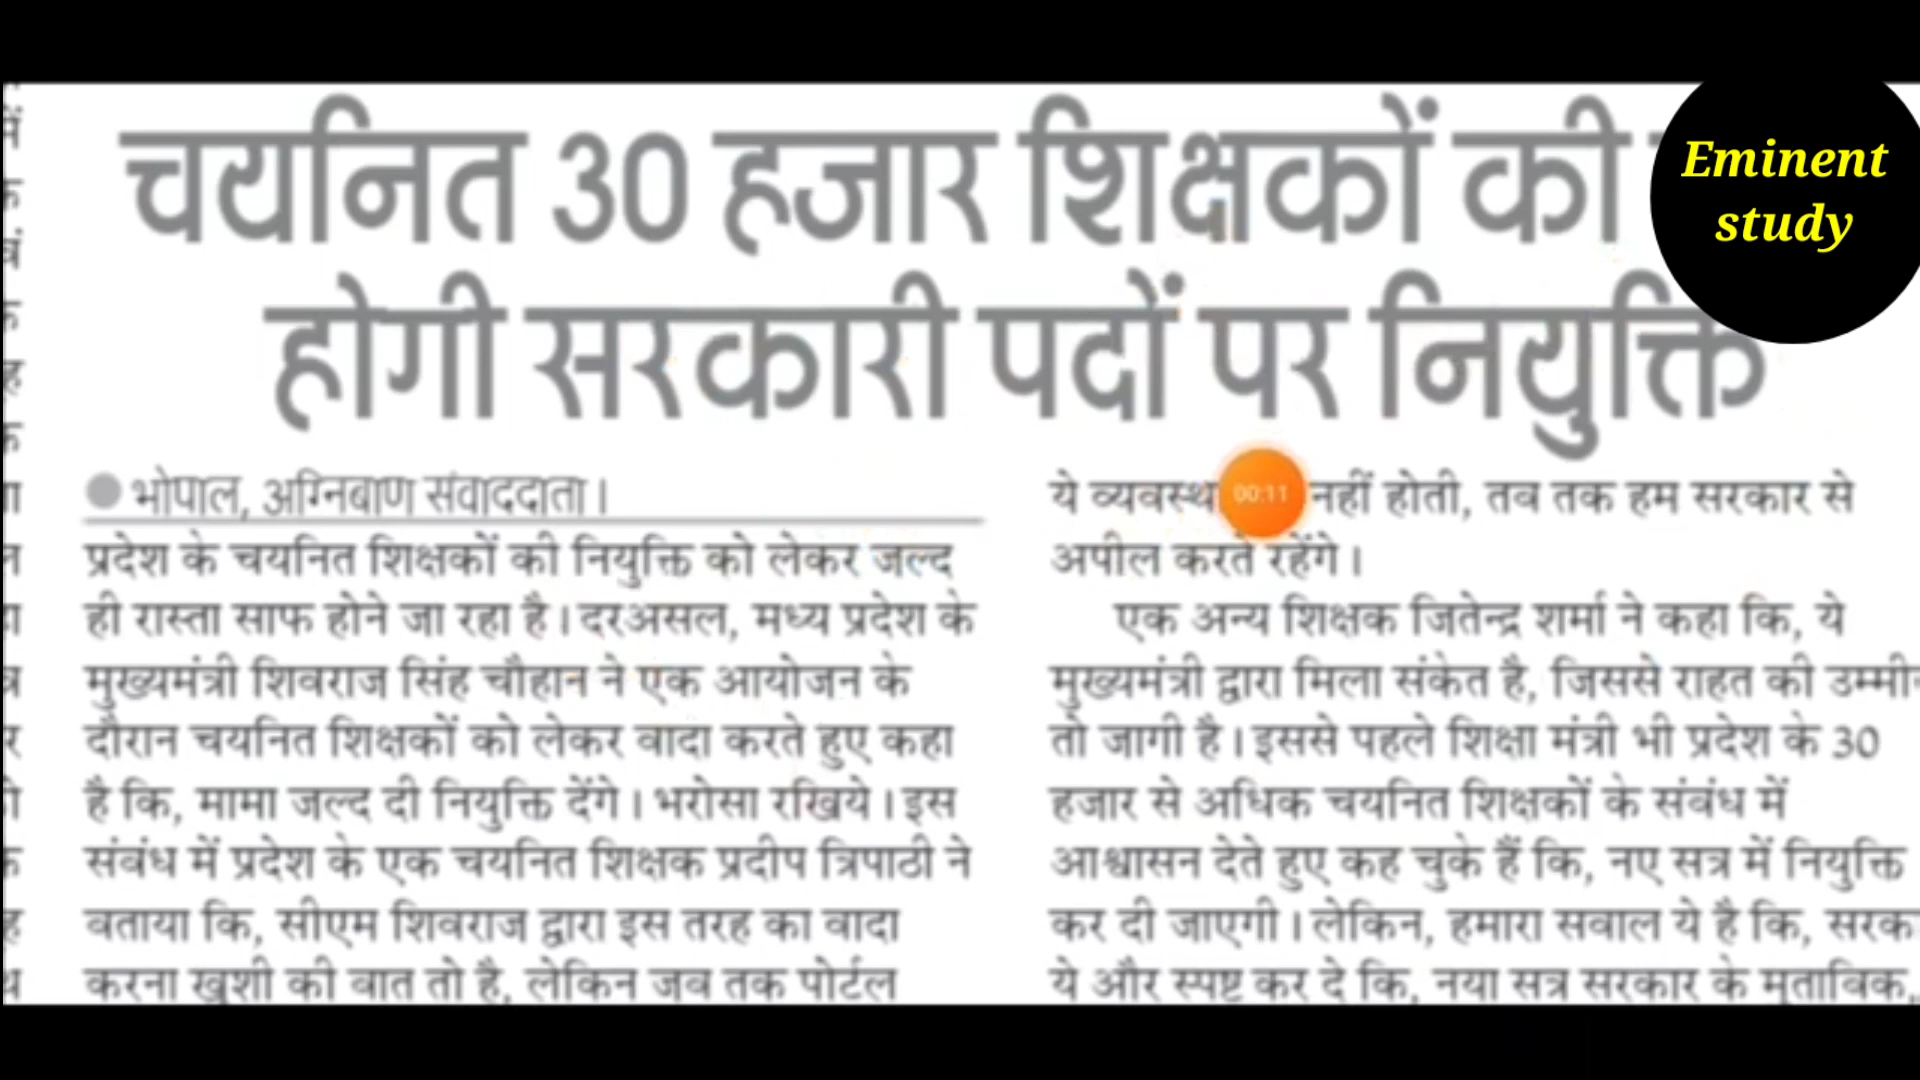 चयनित 30 हजार शिक्षकों की
होगी सरकारी पदों पर नियुक्ति
Eminent
study
भोपाल, अग्निबाण संवाददाता।
प्रदेश के चयनित शिक्षकों की नियुक्ति को लेकर जल्द
ही रास्ता साफ होने जा रहा है। दरअसल, मध्य प्रदेश के
मुख्यमंत्री शिवराज सिंह चौहान ने एक आयोजन के
दौरान चयनित शिक्षकों को लेकर वादा करते हुए कहा
है कि, मामा जल्द दी नियुक्ति देंगे। भरोसा रखिये। इस
संबंध में प्रदेश के एक चयनित शिक्षक प्रदीप त्रिपाठी ने
बताया कि, सीएम शिवराज द्वारा इस तरह का वादा
करना खुशी की बात तो है, लेकिन जब तक पोर्टल
ये नहीं होती, तब तक हम सरकार से
00:11
अपील करते रहेंगे।
एक अन्य शिक्षक जितेन्द्र शर्मा ने कहा कि, ये
मुख्यमंत्री द्वारा मिला संकेत है, जिससे राहत की
तो जागी है। इससे पहले शिक्षा मंत्री भी प्रदेश के 30
हजार से अधिक चयनित शिक्षकों के संबंध में
आश्वासन देते हुए कह चुके हैं कि, नए सत्र में नियुक्ति
कर दी जाएगी। लेकिन, हमारा सवाल ये है कि,
ये और स्पष्ट कर दे कि, नया सत्र सरकार के मुताबिक,